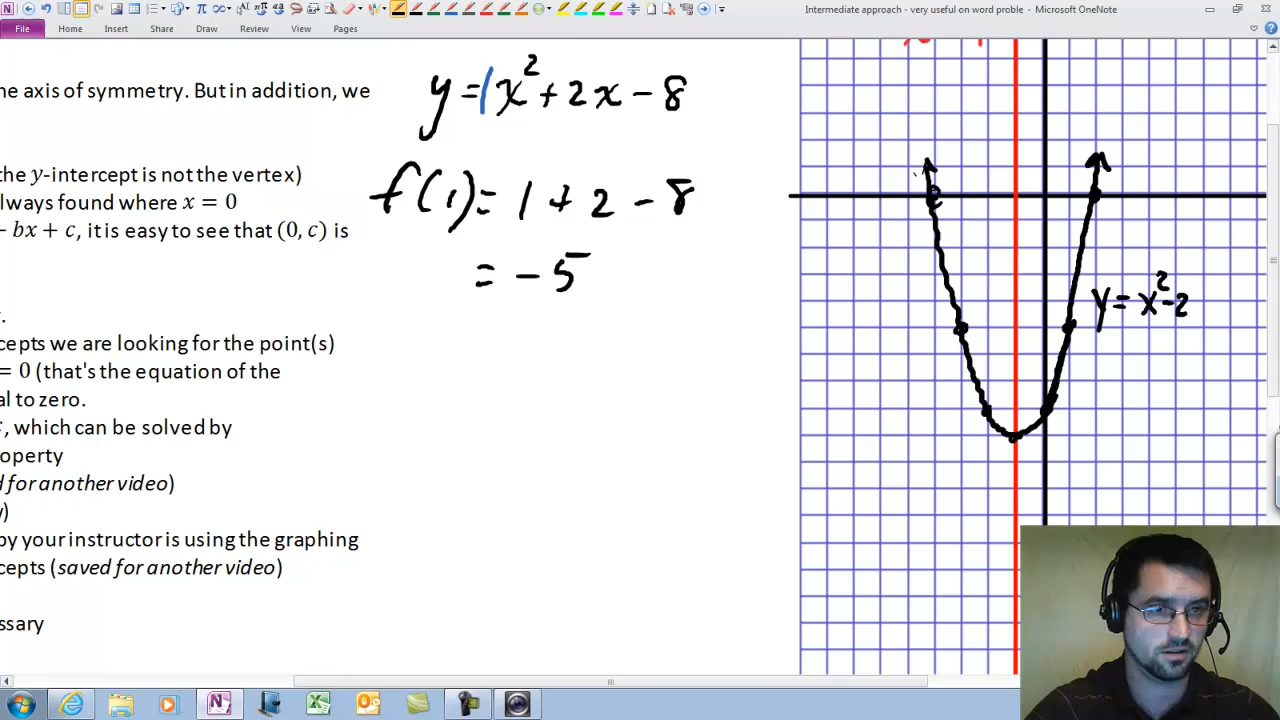 Intermediate approach - very useful on word proble - Microsoft OneNote
File Home Insert Share Draw Review View Pages
he axis of symmetry. But in addition, we
the y-intercept is not the vertex)
lways found where x = 0
- bx + c, it is easy to see that (0, c) is
.
cepts we are looking for the point(s)
= 0 (that's the equation of the
al to zero.
, which can be solved by
operty
d for another video)
y)
by your instructor is using the graphing
cepts (saved for another video)
ssary
y = 1x² + 2x - 8
f(1) = 1 + 2 - 8
= -5
y = x² - 2